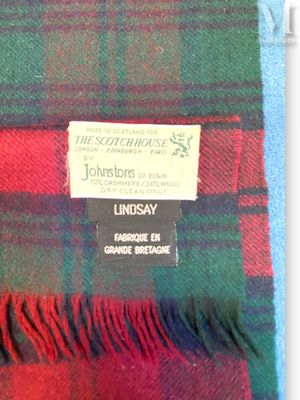 MADE IN SCOTLAND FOR
THE SCOTCH HOUSE
LONDON - EDINBURGH - PARIS
BY
Johnstons OF ELGIN
70% CASHMERE/30% WOOL
DRY CLEAN ONLY
LINDSAY
FABRIQUE EN
GRANDE BRETAGNE